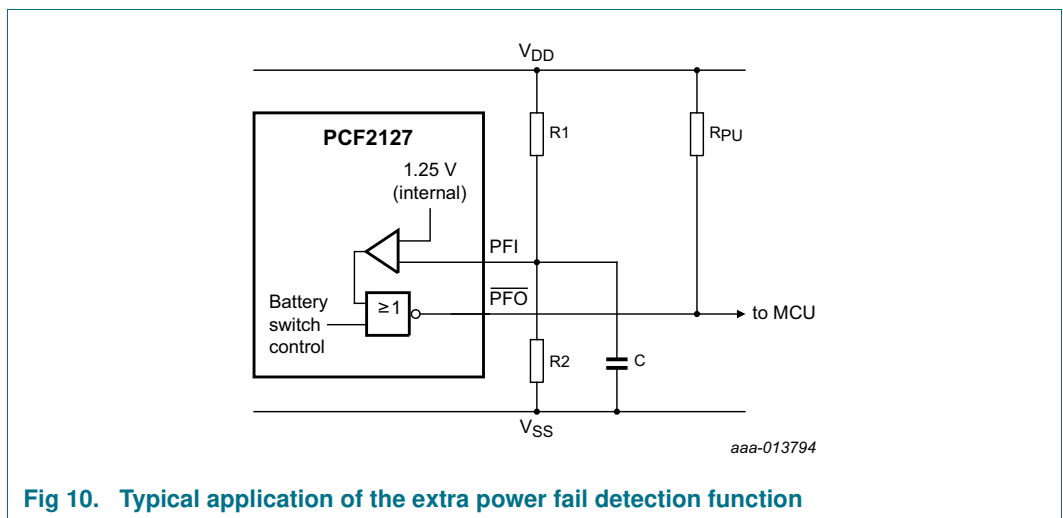 VDD
PCF2127
R1
RPU
1.25 V
(internal)
PFI
PFO
Battery
switch
control
≥1
to MCU
R2
C
VSS
aaa-013794
Fig 10. Typical application of the extra power fail detection function